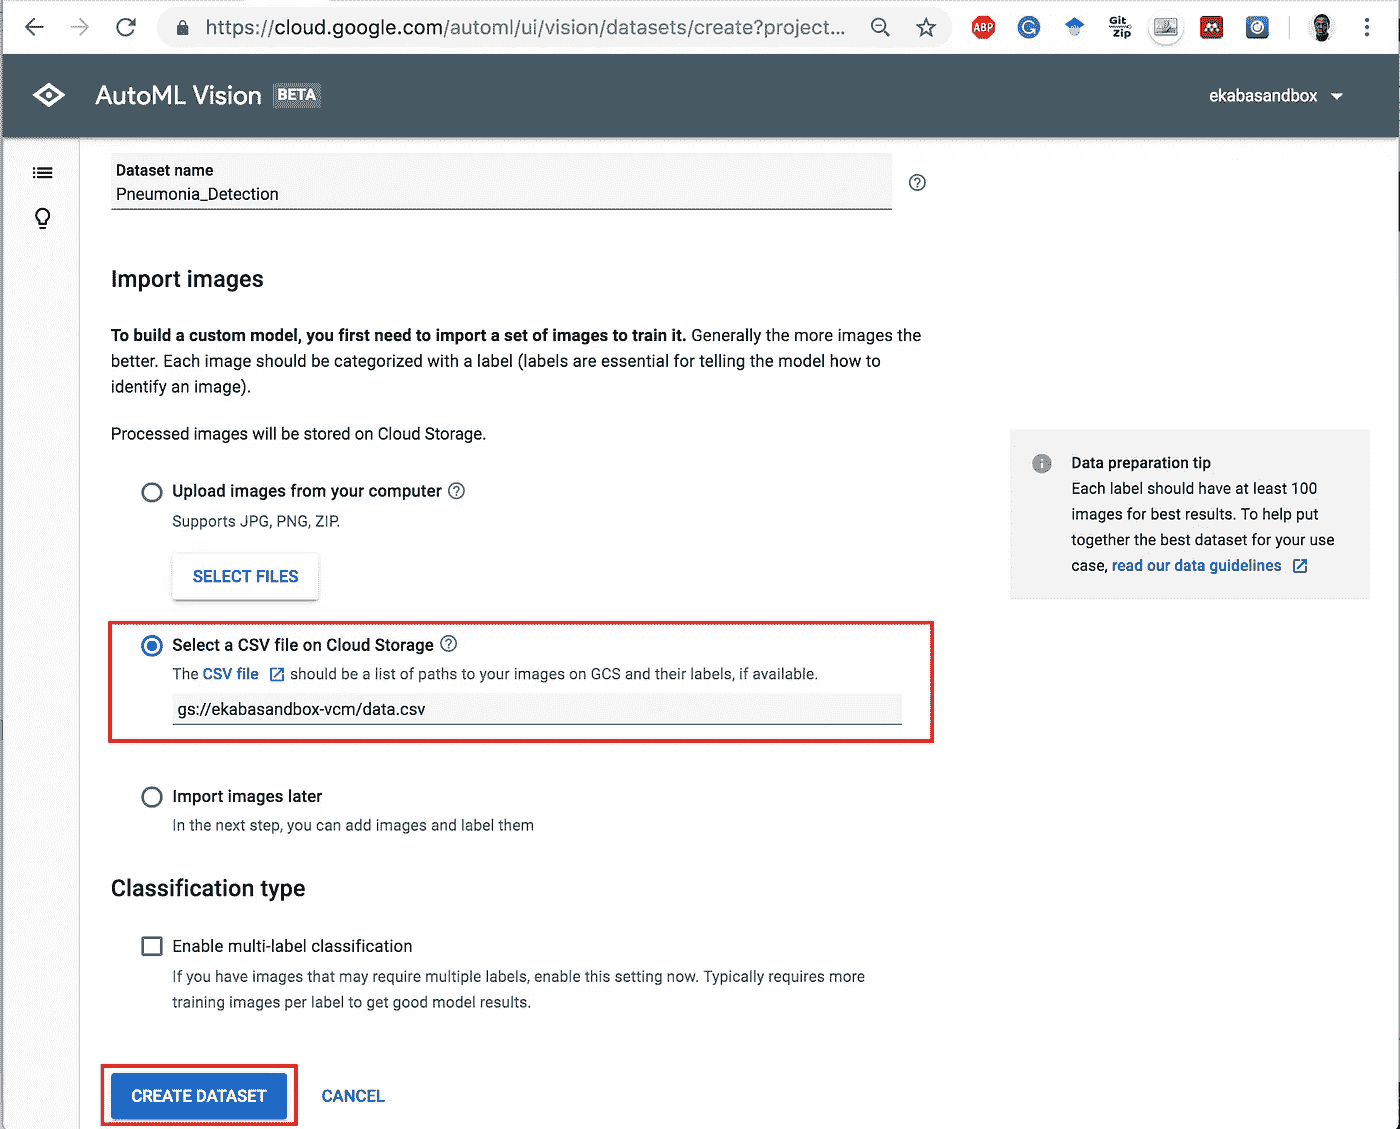 https://cloud.google.com/automl/ui/vision/datasets/create?project...
ABP
G
Git
Zip
AutoML Vision BETA
ekabasandbox
Dataset name
Pneumonia_Detection
Import images
To build a custom model, you first need to import a set of images to train it. Generally the more images the
better. Each image should be categorized with a label (labels are essential for telling the model how to
identify an image).
Processed images will be stored on Cloud Storage.
Upload images from your computer
Supports JPG, PNG, ZIP.
SELECT FILES
Select a CSV file on Cloud Storage
The CSV file should be a list of paths to your images on GCS and their labels, if available.
gs://ekabasandbox-vcm/data.csv
Import images later
In the next step, you can add images and label them
Classification type
Enable multi-label classification
If you have images that may require multiple labels, enable this setting now. Typically requires more
training images per label to get good model results.
CREATE DATASET CANCEL
Data preparation tip
Each label should have at least 100
images for best results. To help put
together the best dataset for your use
case, read our data guidelines